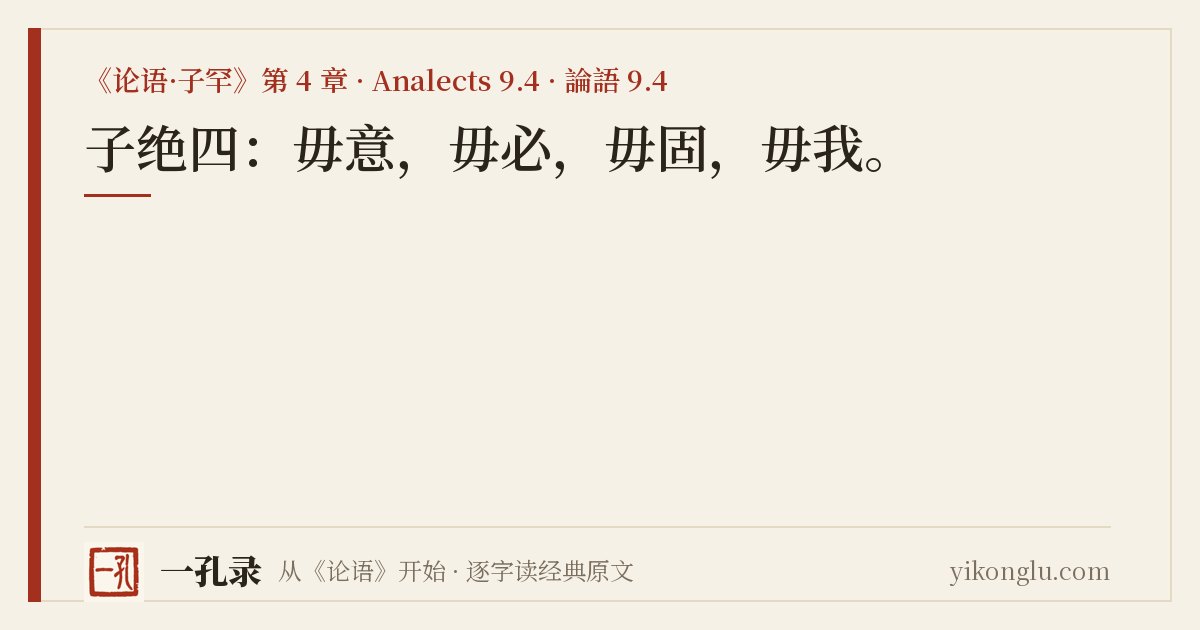 《论语·子罕》第 4 章 · Analects 9.4 · 論語 9.4
子绝四：毋意，毋必，毋固，毋我。
一孔
一孔录 从《论语》开始 · 逐字读经典原文 yikonglu.com